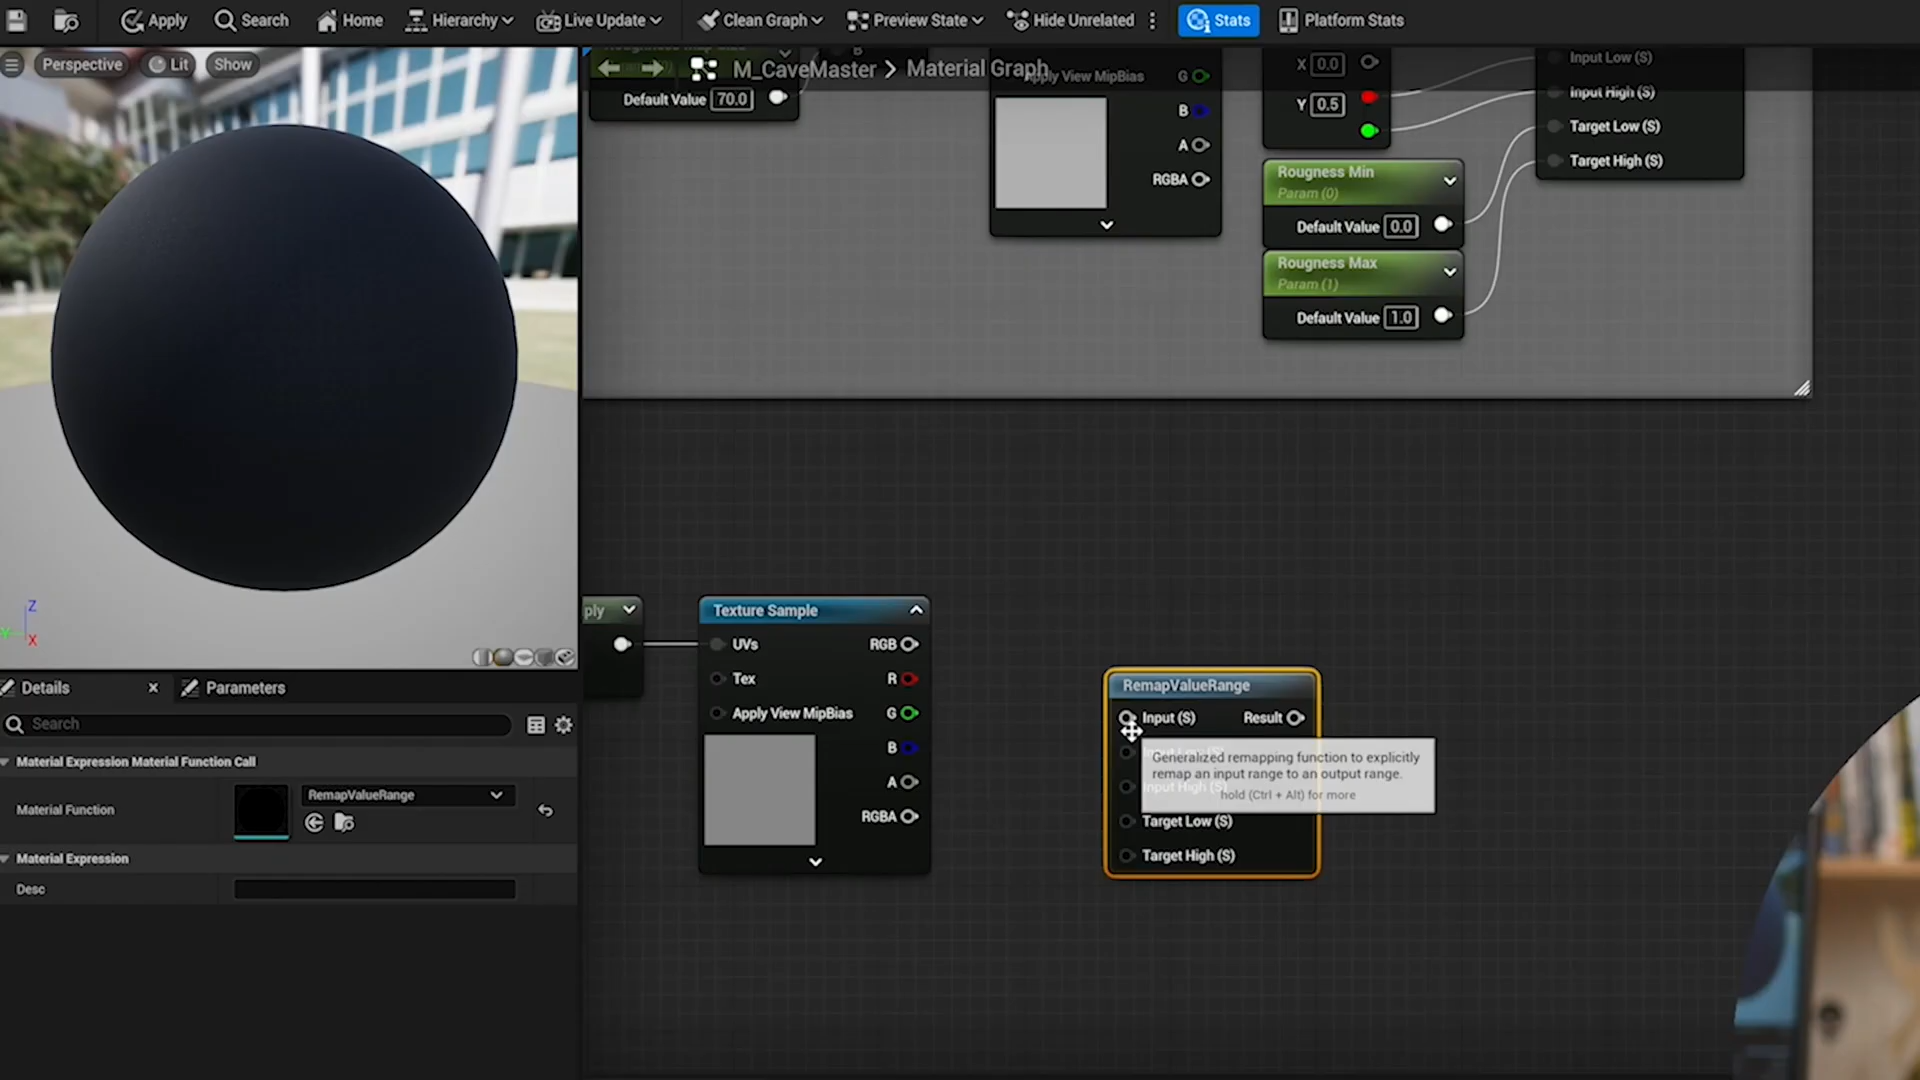 Apply
Search
Home
Hierarchy
Live Update
Clean Graph
Preview State
Hide Unrelated
Stats
Platform Stats
Perspective
Lit
Show
M_CaveMaster > Material Graph
Default Value 70.0
B
Apply View MipBias
G
B
A
RGBA
X 0.0
Y 0.5
Input Low (S)
Input High (S)
Target Low (S)
Target High (S)
Roughness Min
Param (0)
Default Value 0.0
Roughness Max
Param (1)
Default Value 1.0
Z
Y
X
ply
Texture Sample
UVs
RGB
Tex
R
Apply View MipBias
G
B
A
RGBA
RemapValueRange
Input (S)
Result
Input High (S)
Target Low (S)
Target High (S)
Generalized remapping function to explicitly
remap an input range to an output range.
hold (Ctrl + Alt) for more
Details
Parameters
Search
Material Expression Material Function Call
Material Function
RemapValueRange
Material Expression
Desc